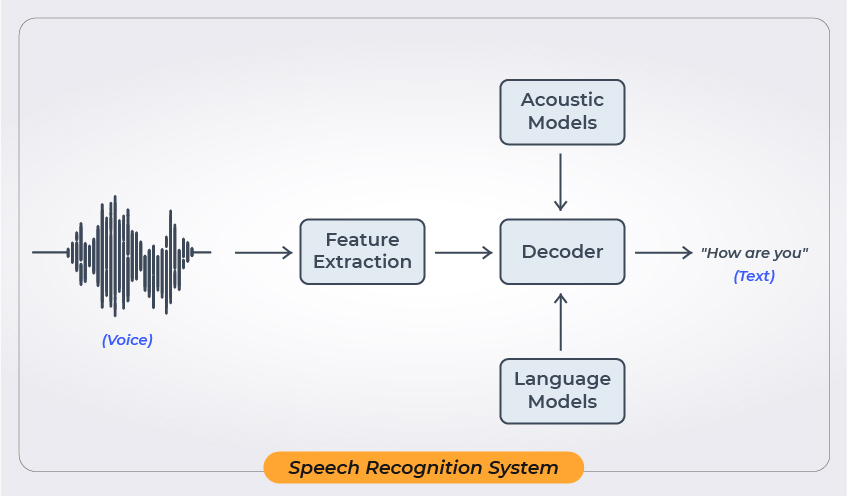 Acoustic
Models
Feature
Extraction
Decoder
"How are you"
(Text)
(Voice)
Language
Models
Speech Recognition System